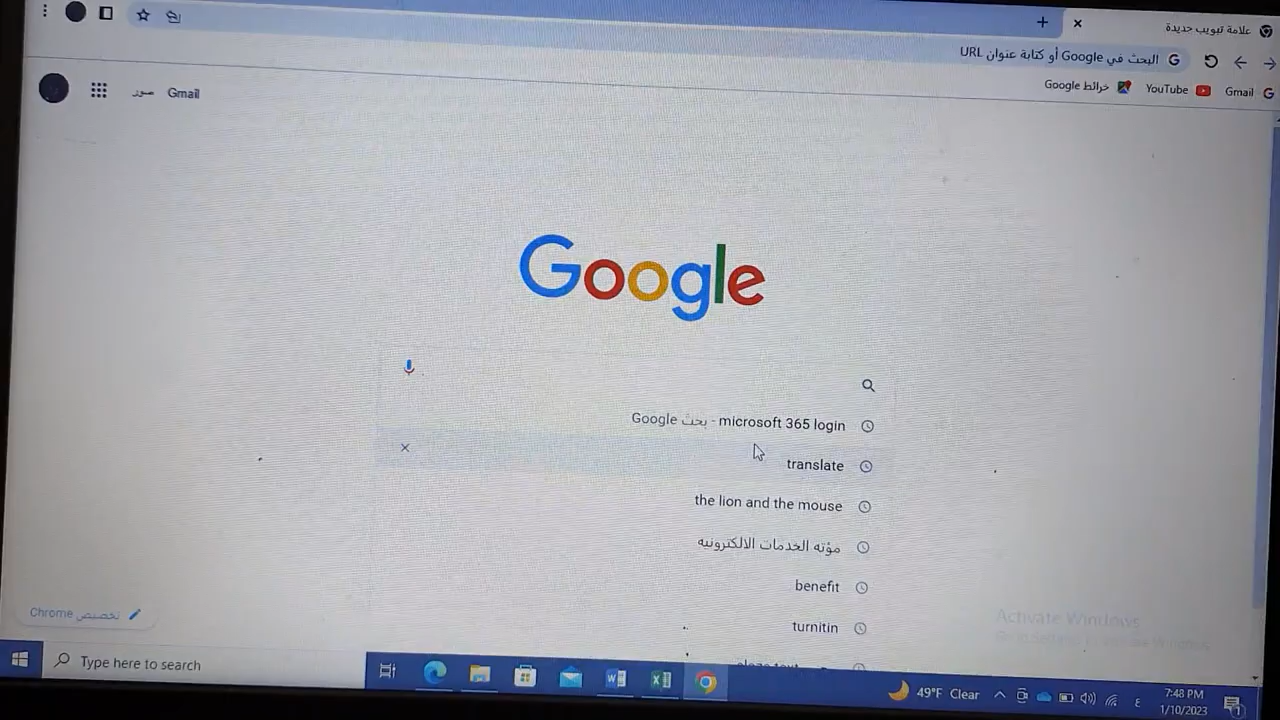 علامة تبويب جديدة
البحث في Google أو كتابة عنوان URL
Gmail YouTube خرائط Google
Gmail صور
Google
microsoft 365 login - بحث Google
translate
the lion and the mouse
مؤته الخدمات الالكترونيه
benefit
turnitin
تخصيص Chrome
Activate Windows
Type here to search
49°F Clear
ع
7:48 PM
1/10/2023
1